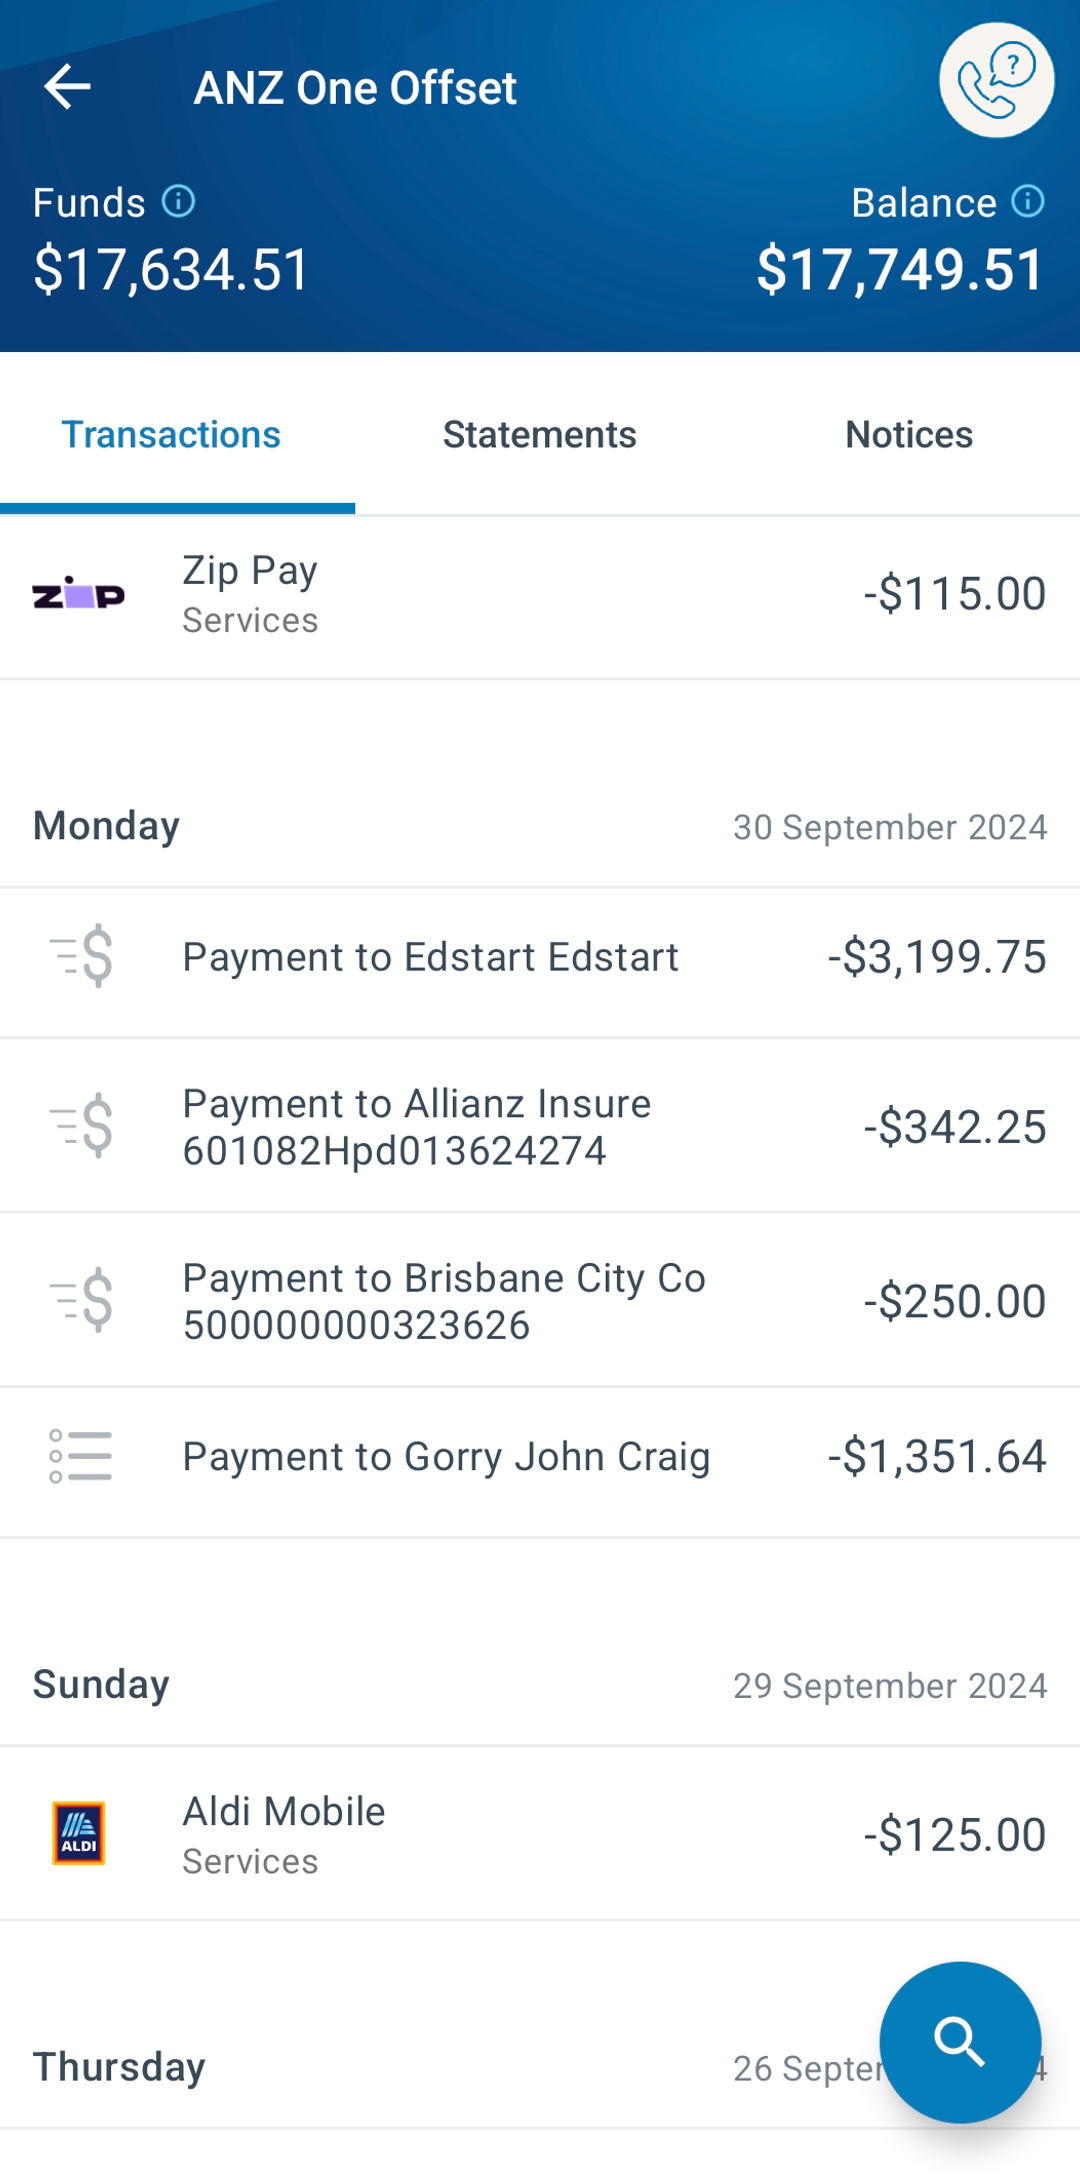 ANZ One Offset
?
Funds
Balance
$17,634.51
$17,749.51
Transactions
Statements
Notices
ZIP
Zip Pay
Services
-$115.00
Monday
30 September 2024
Payment to Edstart Edstart
-$3,199.75
Payment to Allianz Insure
601082Hpd013624274
-$342.25
Payment to Brisbane City Co
500000000323626
-$250.00
Payment to Gorry John Craig
-$1,351.64
Sunday
29 September 2024
ALDI
Aldi Mobile
Services
-$125.00
Thursday
26